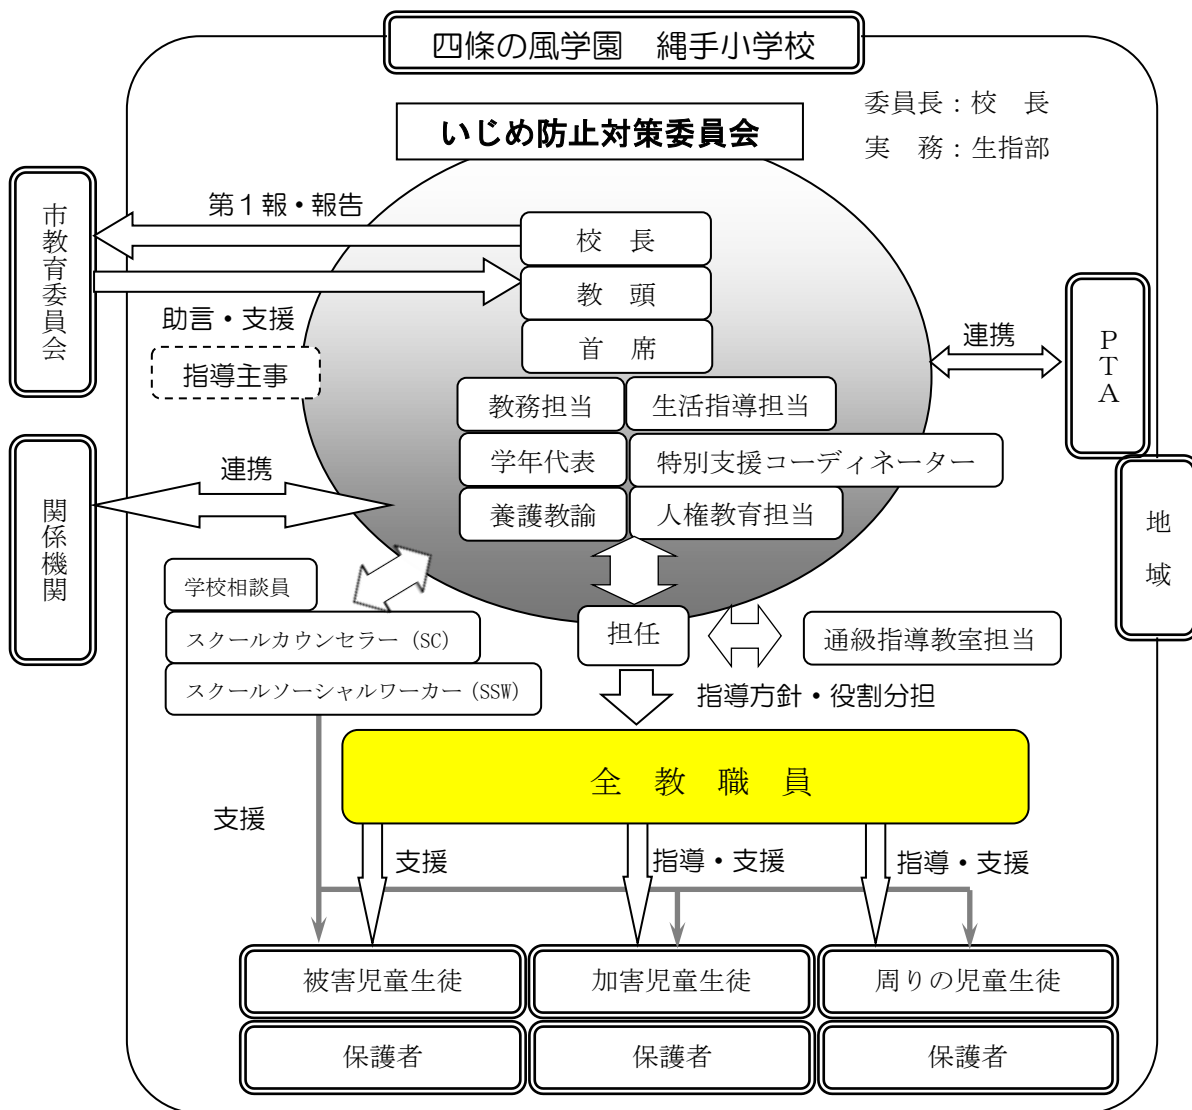 四條の風学園　縄手小学校
委員長：校　長
実　務：生指部
いじめ防止対策委員会
市教育委員会
第１報・報告
校　長
教　頭
首　席
助言・支援
指導主事
教務担当
生活指導担当
学年代表
特別支援コーディネーター
養護教諭
人権教育担当
連携
ＰＴＡ
地域
連携
関係機関
学校相談員
スクールカウンセラー（SC）
スクールソーシャルワーカー（SSW）
担任
通級指導教室担当
指導方針・役割分担
全　教　職　員
支援
支援
指導・支援
指導・支援
被害児童生徒
加害児童生徒
周りの児童生徒
保護者
保護者
保護者